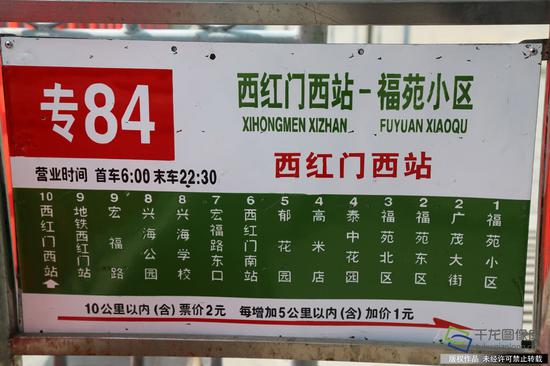 专84
西红门西站－福苑小区
XIHONGMEN XIZHAN FUYUAN XIAOQU
西红门西站
营业时间 首车6:00 末车22:30
10 西红门西站
9 地铁西红门站
9 宏福路
8 兴海公园
8 兴海学校
7 宏福路东口
6 西红门南站
5 郁花园
4 高米店
4 泰中花园
3 福苑北区
2 福苑东区
2 广茂大街
1 福苑小区
10公里以内(含)票价2元 每增加5公里以内(含)加价1元
千龙图像
版权作品 未经许可禁止转载